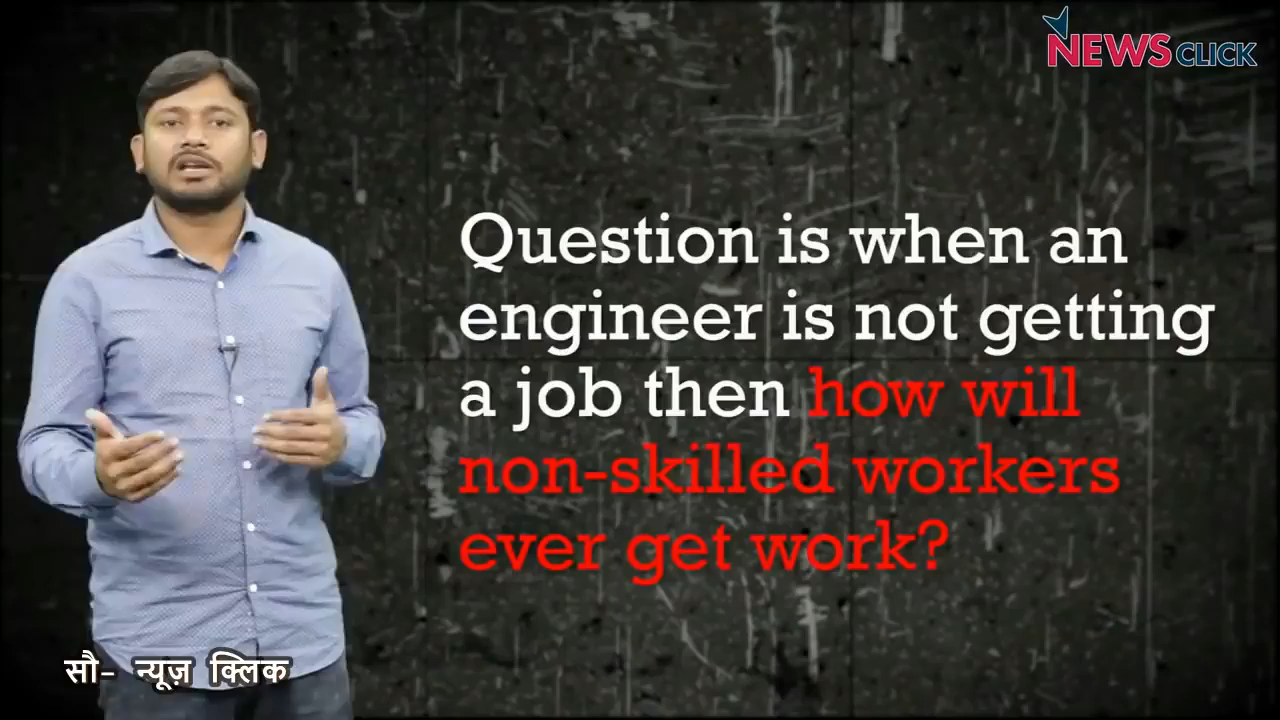 NEWSCLICK
Question is when an
engineer is not getting
a job then how will
non-skilled workers
ever get work?
सौ- न्यूज़ क्लिक